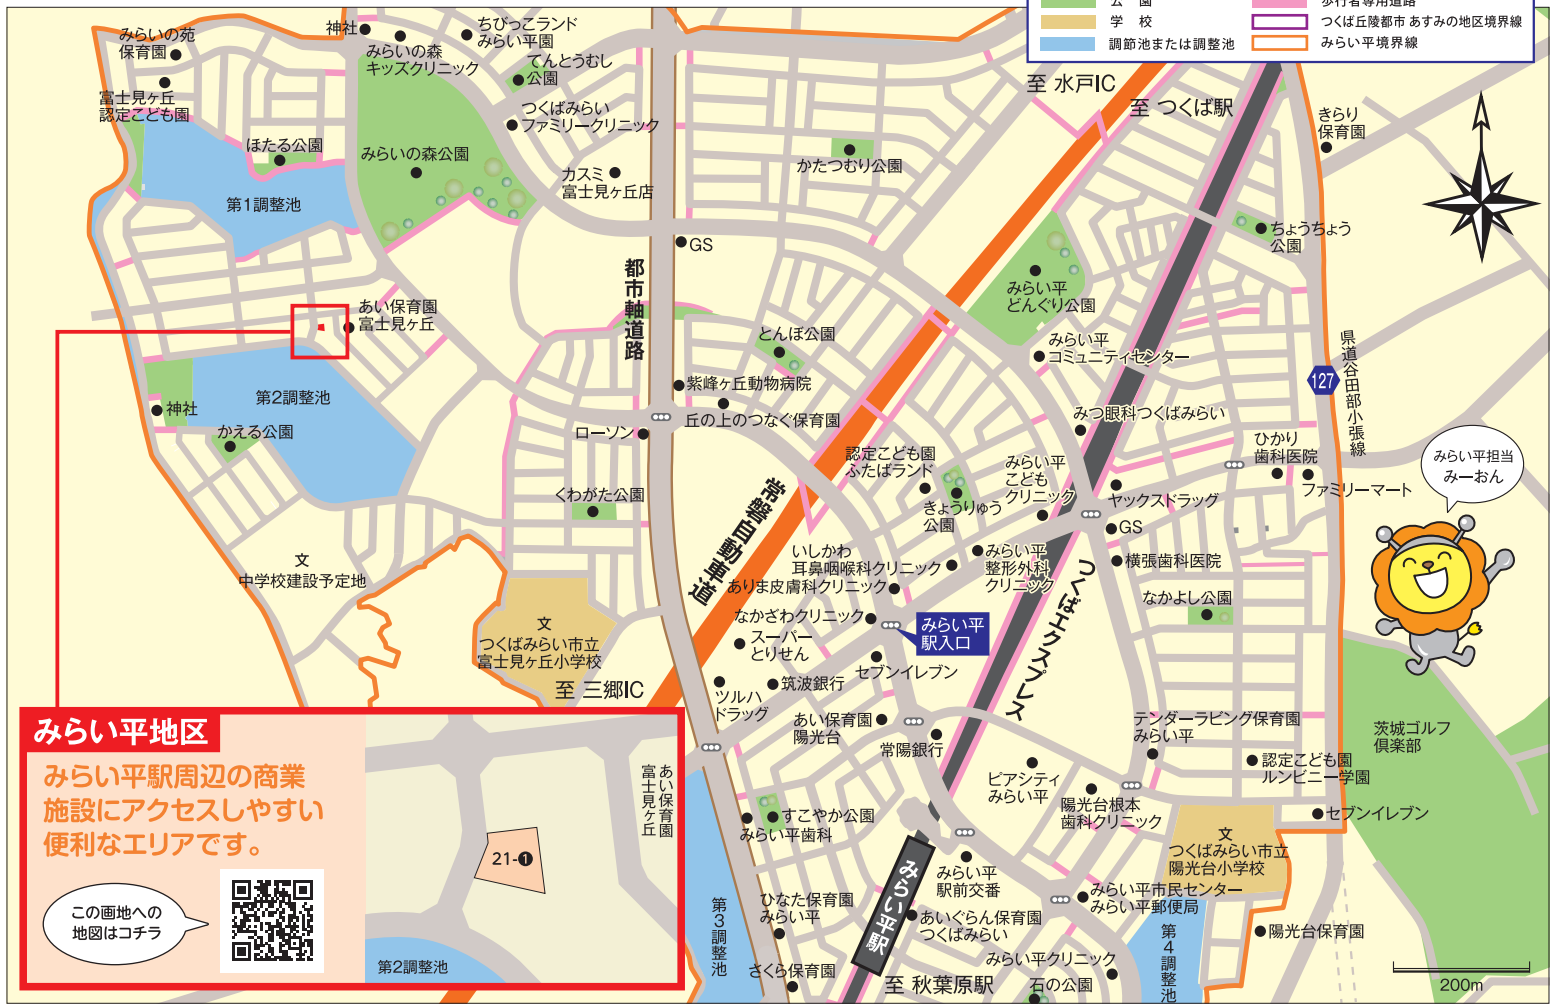 公 園
歩行者専用道路
学 校
つくば丘陵都市 あすみの地区境界線
調節池または調整池
みらい平境界線
みらいの苑
保育園
神社
みらいの森
キッズクリニック
ちびっこランド
みらい平園
てんとうむし
公園
富士見ヶ丘
認定こども園
つくばみらい
ファミリークリニック
ほたる公園
みらいの森公園
カスミ
富士見ヶ丘店
かたつむり公園
至 水戸IC
至 つくば駅
きらり
保育園
第1調整池
GS
ちょうちょう
公園
都市軸道路
みらい平
どんぐり公園
あい保育園
富士見ヶ丘
とんぼ公園
みらい平
コミュニティセンター
県道谷田部小張線
127
第2調整池
紫峰ヶ丘動物病院
神社
かえる公園
ローソン
丘の上のつなぐ保育園
みつ眼科つくばみらい
認定こども園
ふたばランド
みらい平
こども
クリニック
ひかり
歯科医院
ファミリーマート
みらい平担当
みーおん
くわがた公園
常磐自動車道
きょうりゅう
公園
ヤックスドラッグ
GS
いしかわ
耳鼻咽喉科クリニック
みらい平
整形外科
クリニック
横張歯科医院
文
中学校建設予定地
ありま皮膚科クリニック
つくばエクスプレス
なかよし公園
なかざわクリニック
みらい平
駅入口
文
つくばみらい市立
富士見ヶ丘小学校
スーパー
とりせん
セブンイレブン
至 三郷IC
ツルハ
ドラッグ
筑波銀行
あい保育園
陽光台
常陽銀行
テンダーラビング保育園
みらい平
茨城ゴルフ
倶楽部
ピアシティ
みらい平
認定こども園
ルンビニー学園
陽光台根本
歯科クリニック
セブンイレブン
すこやか公園
みらい平歯科
文
つくばみらい市立
陽光台小学校
みらい平駅
みらい平
駅前交番
みらい平市民センター
みらい平郵便局
第3調整池
ひなた保育園
みらい平
あいぐらん保育園
つくばみらい
第4調整池
陽光台保育園
さくら保育園
至 秋葉原駅
みらい平クリニック
石の公園
200m
みらい平地区
みらい平駅周辺の商業
施設にアクセスしやすい
便利なエリアです。
この画地への
地図はコチラ
あい保育園
富士見ヶ丘
21-❶
第2調整池